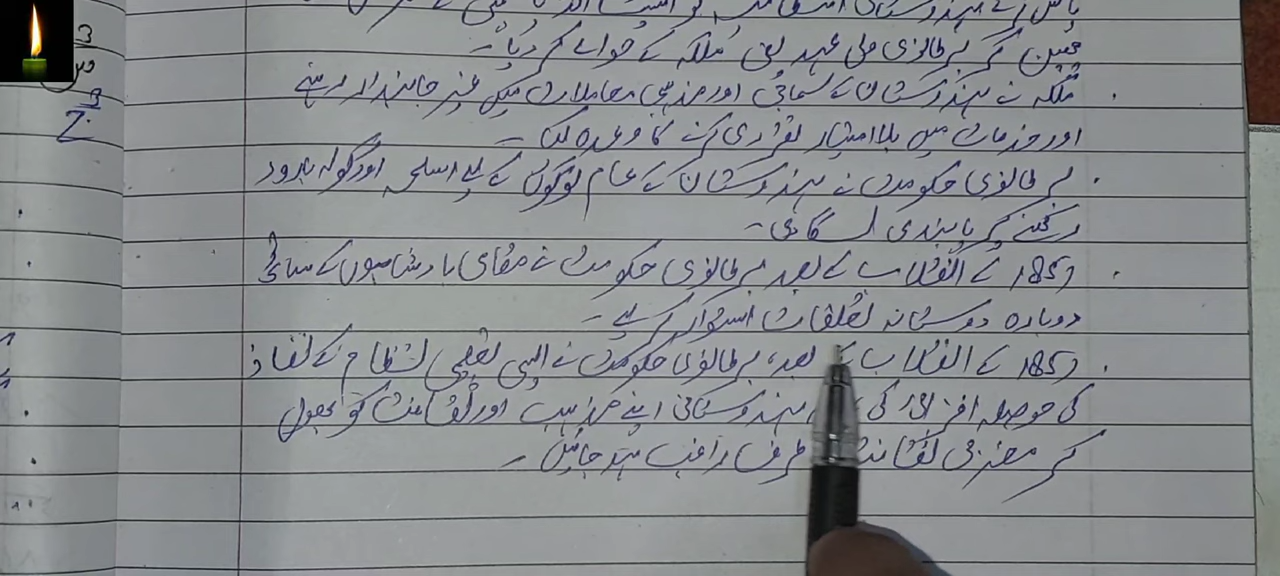 چھین کر برطانوی ولی عہد یعنی ملکہ کے حوالے کر دیا۔
ملکہ نے ہندوستان کے سماجی اور مذہبی معاملات میں غیر جانبدار رہنے
اور خدمات میں بلا امتیاز تقرری کرنے کا وعدہ کیا۔
برطانوی حکومت نے ہندوستان کے عام لوگوں کے لیے اسلحہ اور گولہ بارود
رکھنے پر پابندی لگا دی۔
1857 کے انقلاب کے بعد برطانوی حکومت نے مقامی بادشاہوں کے ساتھ
دوبارہ دوستانہ تعلقات استوار کر لیے۔
1857 کے انقلاب کے بعد، برطانوی حکومت نے ایسی تعلیمی نظام کے نفاذ
کی حوصلہ افزائی کی ہندوستانی اپنے مذہب اور ثقافت کو بھول
کر مغربی ثقافت طرف راغب ہو جائیں۔